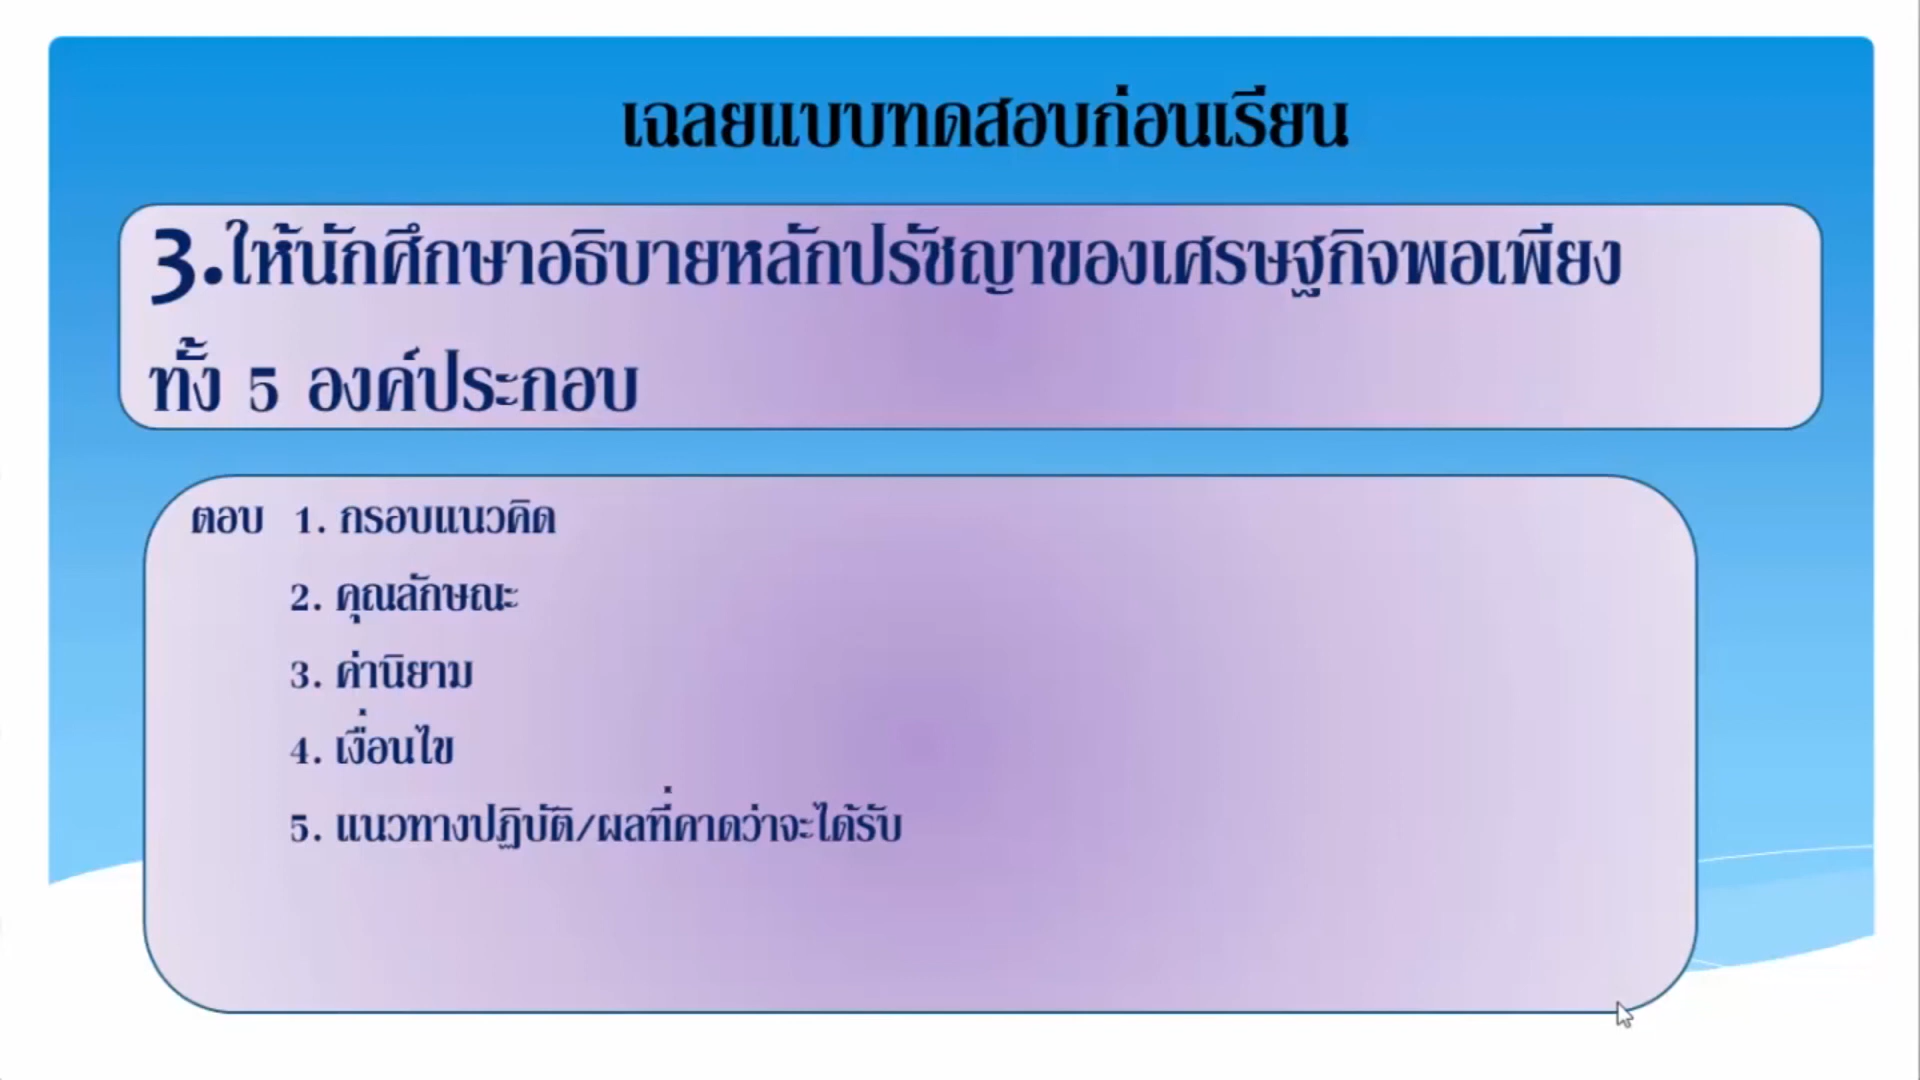 เฉลยแบบทดสอบก่อนเรียน
3.ให้นักศึกษาอธิบายหลักปรัชญาของเศรษฐกิจพอเพียง
ทั้ง 5 องค์ประกอบ
ตอบ 1. กรอบแนวคิด
2. คุณลักษณะ
3. ค่านิยาม
4. เงื่อนไข
5. แนวทางปฏิบัติ/ผลที่คาดว่าจะได้รับ